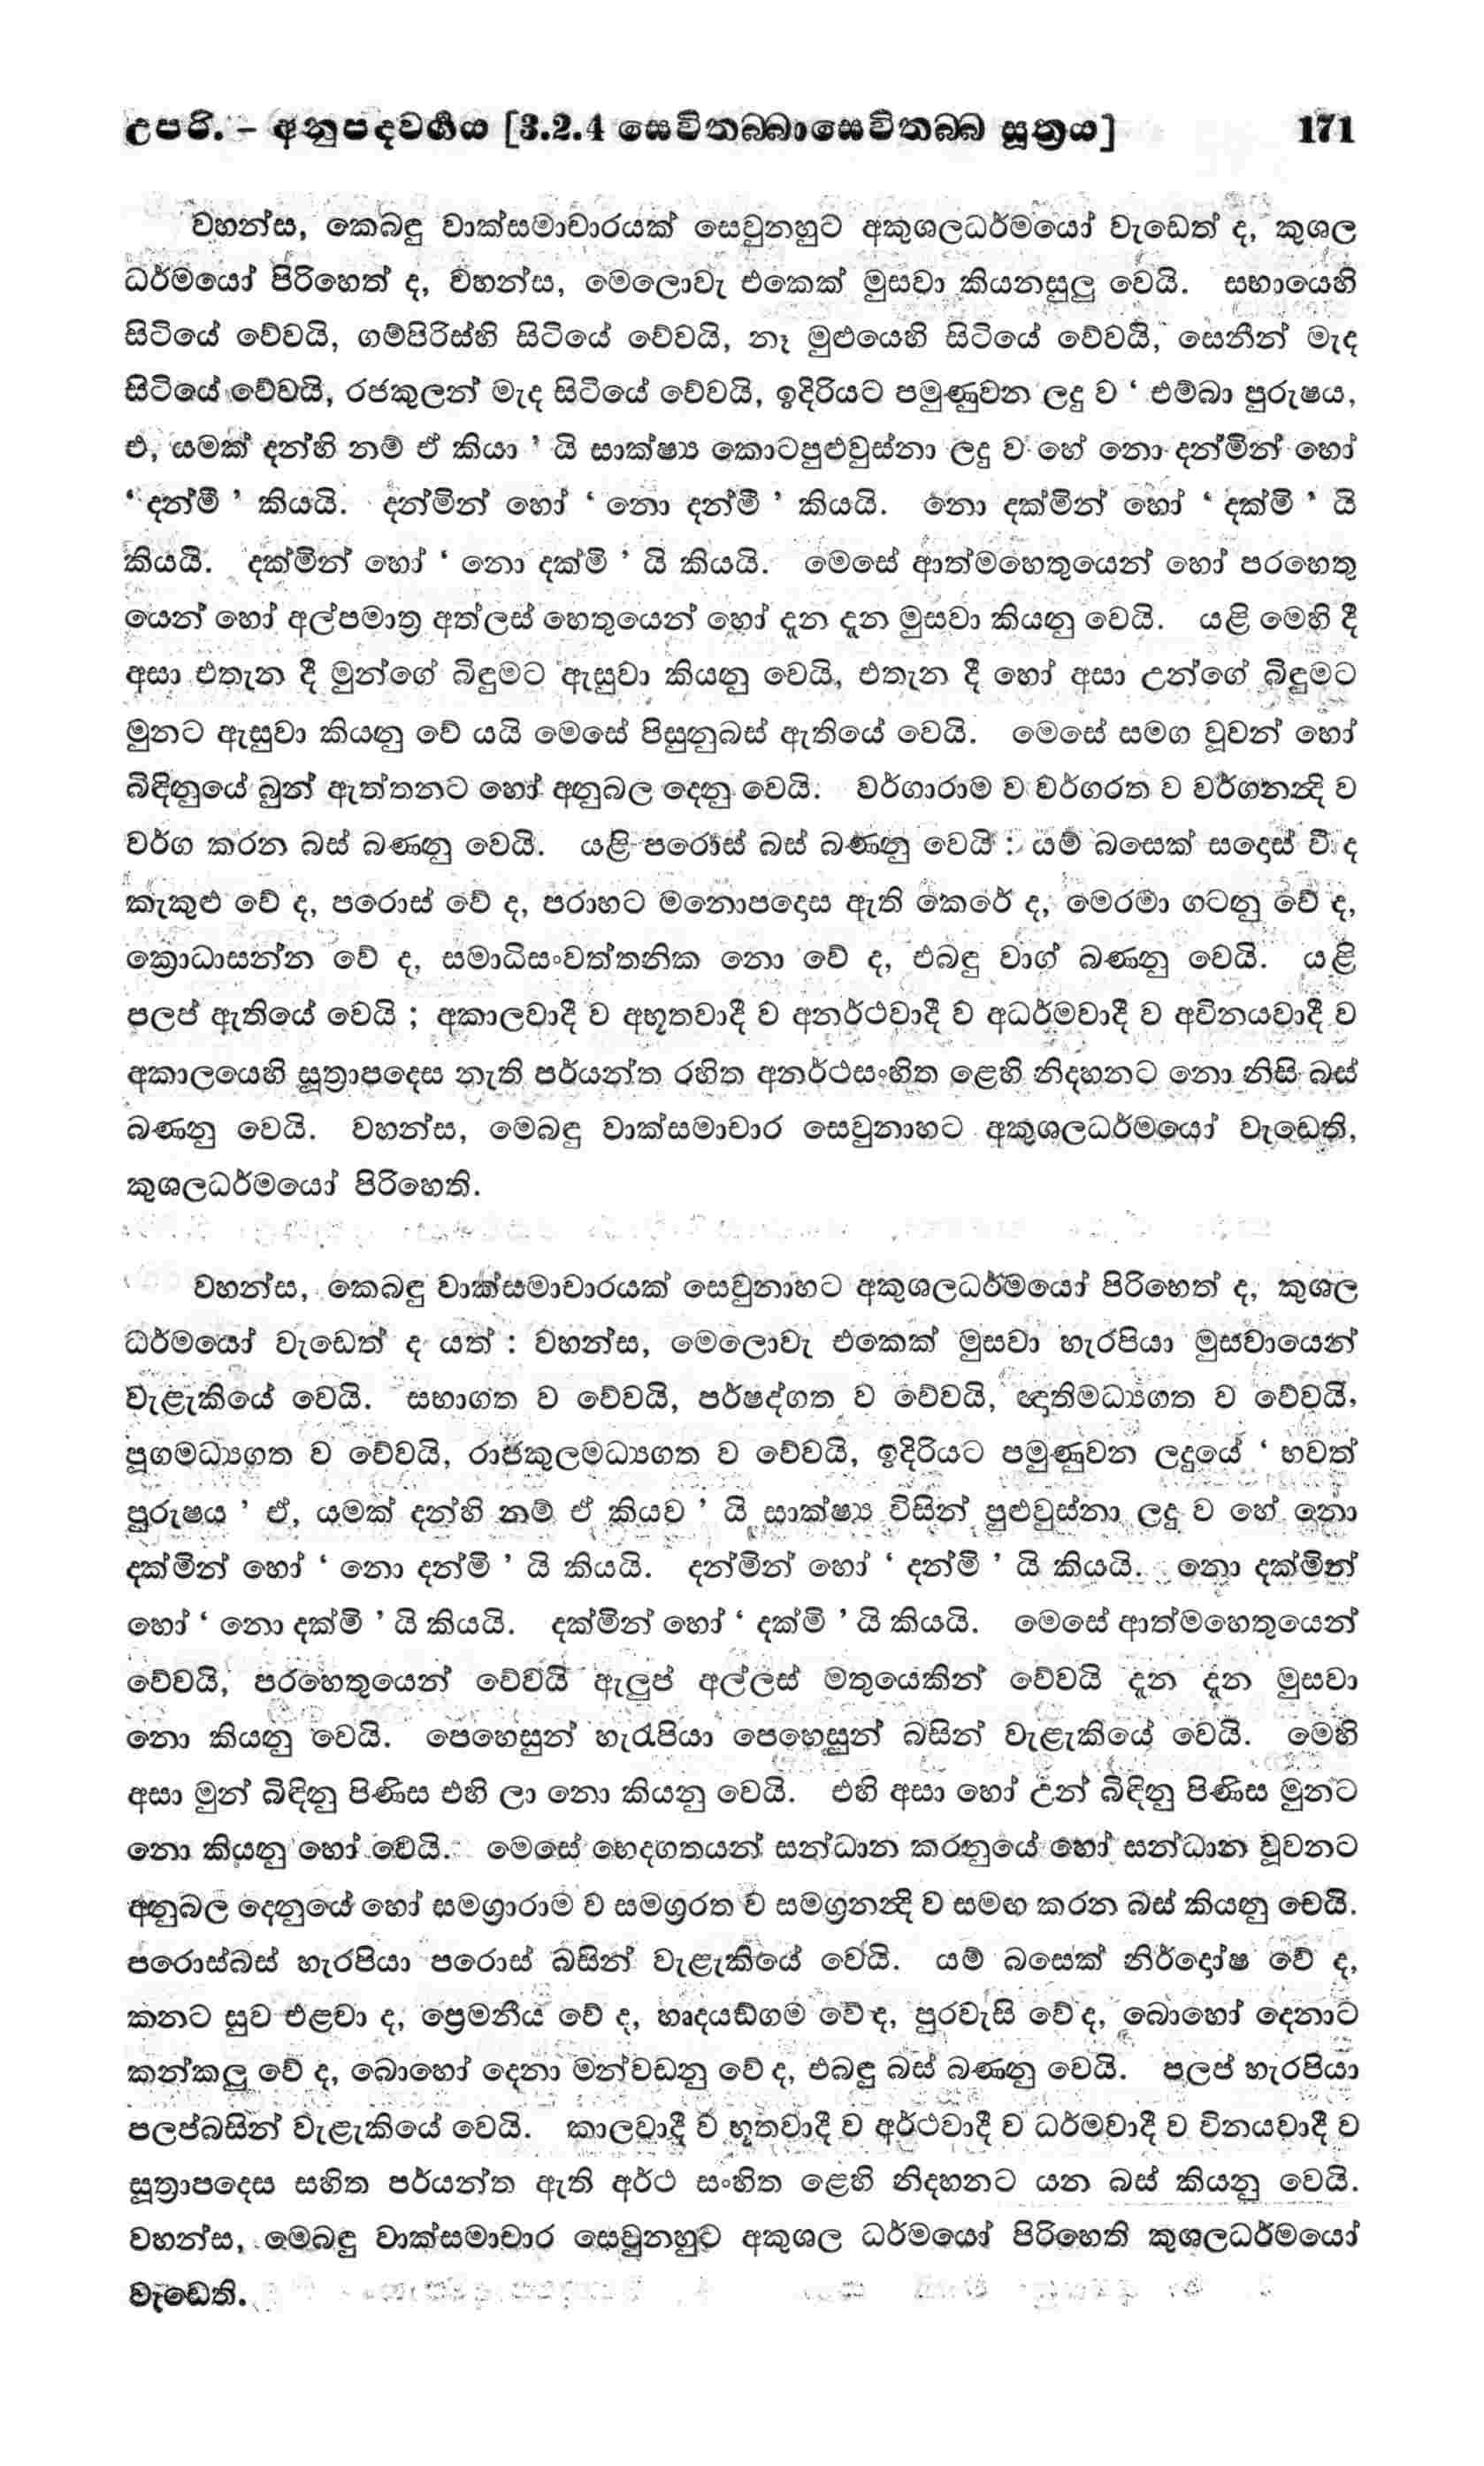 උපරි. – අනුපදවර්‍ගය [3.2.4 සෙවිතබ්බාසෙවිතබ්බ සූත්‍රය] 171
වහන්ස, කෙබඳු වාක්සමාචාරයක් සෙවුනහුට අකුශලධර්මයෝ වැඩෙත් ද, කුශල
ධර්මයෝ පිරිහෙත් ද, වහන්ස, මෙලොවැ එකෙක් මුසවා කියනසුලු වෙයි. සභායෙහි
සිටියේ වේවයි, ගම්පිරිස්හි සිටියේ වේවයි, නෑ මුළුයෙහි සිටියේ වේවයි, සෙනීන් මැද
සිටියේ වේවයි, රජකුලන් මැද සිටියේ වේවයි, ඉදිරියට පමුණුවන ලදු ව ‘ එම්බා පුරුෂය,
එ, යමක් දන්හි නම් ඒ කියා ’ යි සාක්ෂ්‍ය කොටපුළුවුස්නා ලදු ව හේ නො දන්මින් හෝ
‘ දන්මී ’ කියයි. දන්මින් හෝ ‘ නො දන්මී ’ කියයි. නො දක්මින් හෝ ‘ දක්මි ’ යි
කියයි. දක්මින් හෝ ‘ නො දක්මි ’ යි කියයි. මෙසේ ආත්මහෙතුයෙන් හෝ පරහෙතු
යෙන් හෝ අල්පමාත්‍ර අත්ලස් හෙතුයෙන් හෝ දැන දැන මුසවා කියනු වෙයි. යළි මෙහි දී
අසා එතැන දී මුන්ගේ බිඳුමට ඇසුවා කියනු වෙයි, එතැන දී හෝ අසා උන්ගේ බිඳුමට
මුනට ඇසුවා කියනු වේ යයි මෙසේ පිසුනුබස් ඇතියේ වෙයි. මෙසේ සමග වූවන් හෝ
බිඳිනුයේ බුන් ඇත්තනට හෝ අනුබල දෙනු වෙයි. වර්ගාරාම ව වර්ගරත ව වර්ගනන්‍දි ව
වර්ග කරන බස් බණනු වෙයි. යළි පරොස් බස් බණනු වෙයි : යම් බසෙක් සදොස් වී ද
කැකුළු වේ ද, පරොස් වේ ද, පරාහට මනොපදොස ඇති කෙරේ ද, මෙරමා ගටනු වේ ද,
ක්‍රොධාසන්න වේ ද, සමාධිසංවත්තනික නො වේ ද, එබඳු වාග් බණනු වෙයි. යළි
පලප් ඇතියේ වෙයි ; අකාලවාදී ව අභූතවාදී ව අනර්ථවාදී ව අධර්මවාදී ව අවිනයවාදී ව
අකාලයෙහි සූත්‍රාපදෙස නැති පර්යන්ත රහිත අනර්ථසංහිත ළෙහි නිදහනට නො නිසි බස්
බණනු වෙයි. වහන්ස, මෙබඳු වාක්සමාචාර සෙවුනාහට අකුශලධර්මයෝ වැඩෙති,
කුශලධර්මයෝ පිරිහෙති.
වහන්ස, කෙබඳු වාක්සමාචාරයක් සෙවුනාහට අකුශලධර්මයෝ පිරිහෙත් ද, කුශල
ධර්මයෝ වැඩෙත් ද යත් : වහන්ස, මෙලොවැ එකෙක් මුසවා හැරපියා මුසවායෙන්
වැළැකියේ වෙයි. සභාගත ව වේවයි, පර්ෂද්ගත ව වේවයි, ඥාතිමධ්‍යගත ව වේවයි,
පූගමධ්‍යගත ව වේවයි, රාජකුලමධ්‍යගත ව වේවයි, ඉදිරියට පමුණුවන ලදුයේ ‘ භවත්
පුරුෂය ’ ඒ, යමක් දන්හි නම් ඒ කියව ’ යි සාක්ෂ්‍ය විසින් පුළුවුස්නා ලදු ව හේ නො
දක්මින් හෝ ‘ නො දන්මි ’ යි කියයි. දන්මින් හෝ ‘ දන්මි ’ යි කියයි. නො දක්මින්
හෝ ‘ නො දක්මි ’ යි කියයි. දක්මින් හෝ ‘ දක්මි ’ යි කියයි. මෙසේ ආත්මහෙතුයෙන්
වේවයි, පරහෙතුයෙන් වේවයි ඇලුප් අල්ලස් මතුයෙකින් වේවයි දැන දැන මුසවා
නො කියනු වෙයි. පෙහෙසුන් හැරපියා පෙහෙසුන් බසින් වැළැකියේ වෙයි. මෙහි
අසා මුන් බිඳිනු පිණිස එහි ලා නො කියනු වෙයි. එහි අසා හෝ උන් බිඳිනු පිණිස මුනට
නො කියනු හෝ වෙයි. මෙසේ භෙදගතයන් සන්ධාන කරනුයේ හෝ සන්ධාන වූවනට
අනුබල දෙනුයේ හෝ සමග්‍රාරාම ව සමග්‍රරත ව සමග්‍රනන්‍දි ව සමඟ කරන බස් කියනු වෙයි.
පරොස්බස් හැරපියා පරොස් බසින් වැළැකියේ වෙයි. යම් බසෙක් නිර්දෝෂ වේ ද,
කනට සුව එළවා ද, ප්‍රෙමනීය වේ ද, හෘදයඞ්ගම වේ ද, පුරවැසි වේ ද, බොහෝ දෙනාට
කන්කලු වේ ද, බොහෝ දෙනා මන්වඩනු වේ ද, එබඳු බස් බණනු වෙයි. පලප් හැරපියා
පලප්බසින් වැළැකියේ වෙයි. කාලවාදී ව භූතවාදී ව අර්ථවාදී ව ධර්මවාදී ව විනයවාදී ව
සූත්‍රාපදෙස සහිත පර්යන්ත ඇති අර්ථ සංහිත ළෙහි නිදහනට යන බස් කියනු වෙයි.
වහන්ස, මෙබඳු වාක්සමාචාර සෙවුනහුට අකුශල ධර්මයෝ පිරිහෙති කුශලධර්මයෝ
වැඩෙති.